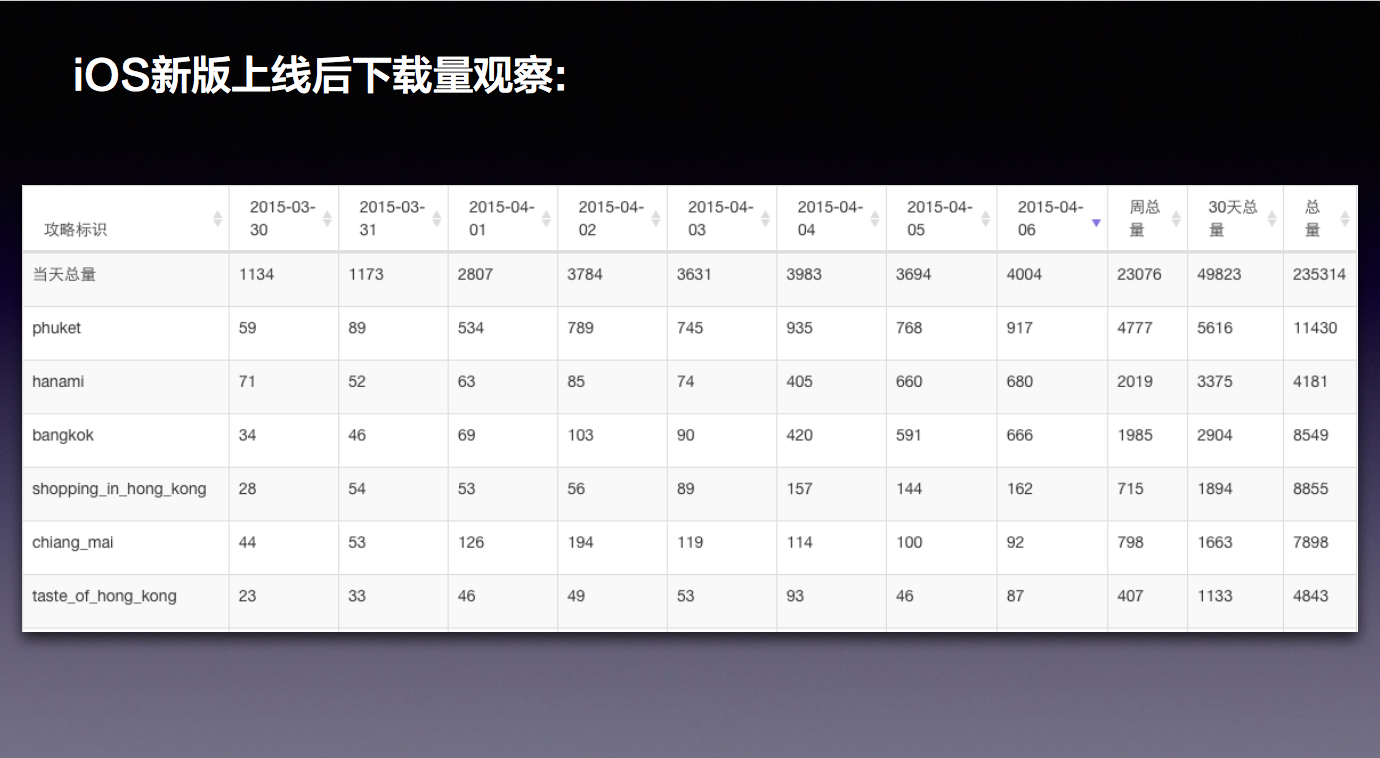 iOS新版上线后下载量观察:
攻略标识 2015-03-30 2015-03-31 2015-04-01 2015-04-02 2015-04-03 2015-04-04 2015-04-05 2015-04-06 周总量 30天总量 总量
当天总量 1134 1173 2807 3784 3631 3983 3694 4004 23076 49823 235314
phuket 59 89 534 789 745 935 768 917 4777 5616 11430
hanami 71 52 63 85 74 405 660 680 2019 3375 4181
bangkok 34 46 69 103 90 420 591 666 1985 2904 8549
shopping_in_hong_kong 28 54 53 56 89 157 144 162 715 1894 8855
chiang_mai 44 53 126 194 119 114 100 92 798 1663 7898
taste_of_hong_kong 23 33 46 49 53 93 46 87 407 1133 4843